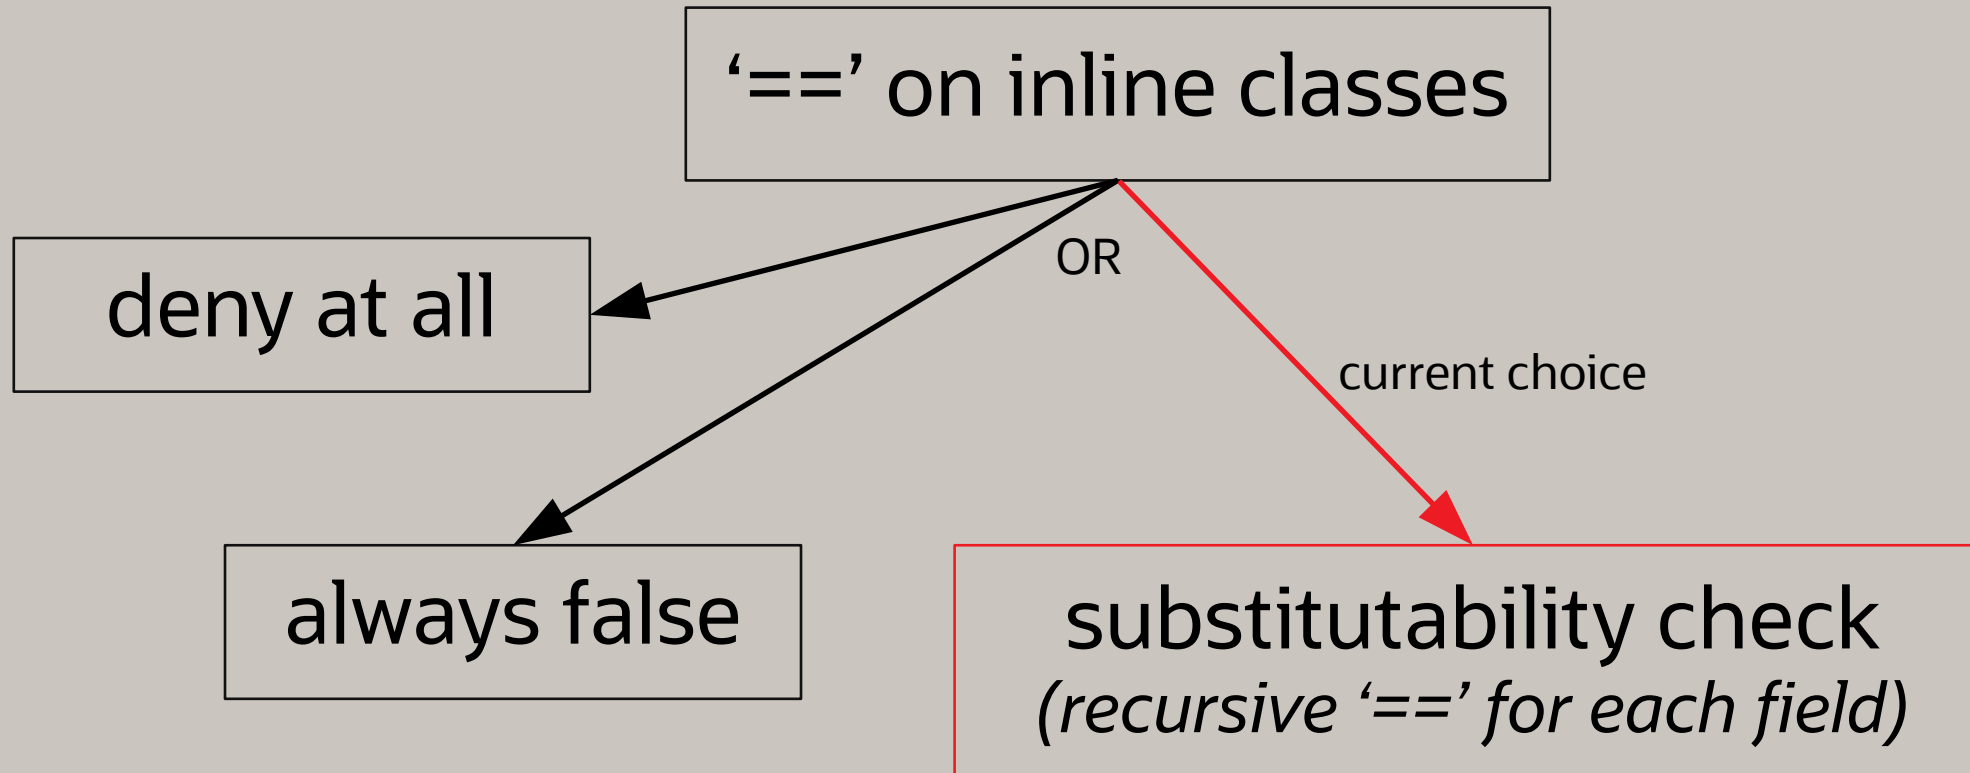 ‘==’ on inline classes
OR
deny at all
current choice
always false
substitutability check
(recursive ‘==’ for each field)